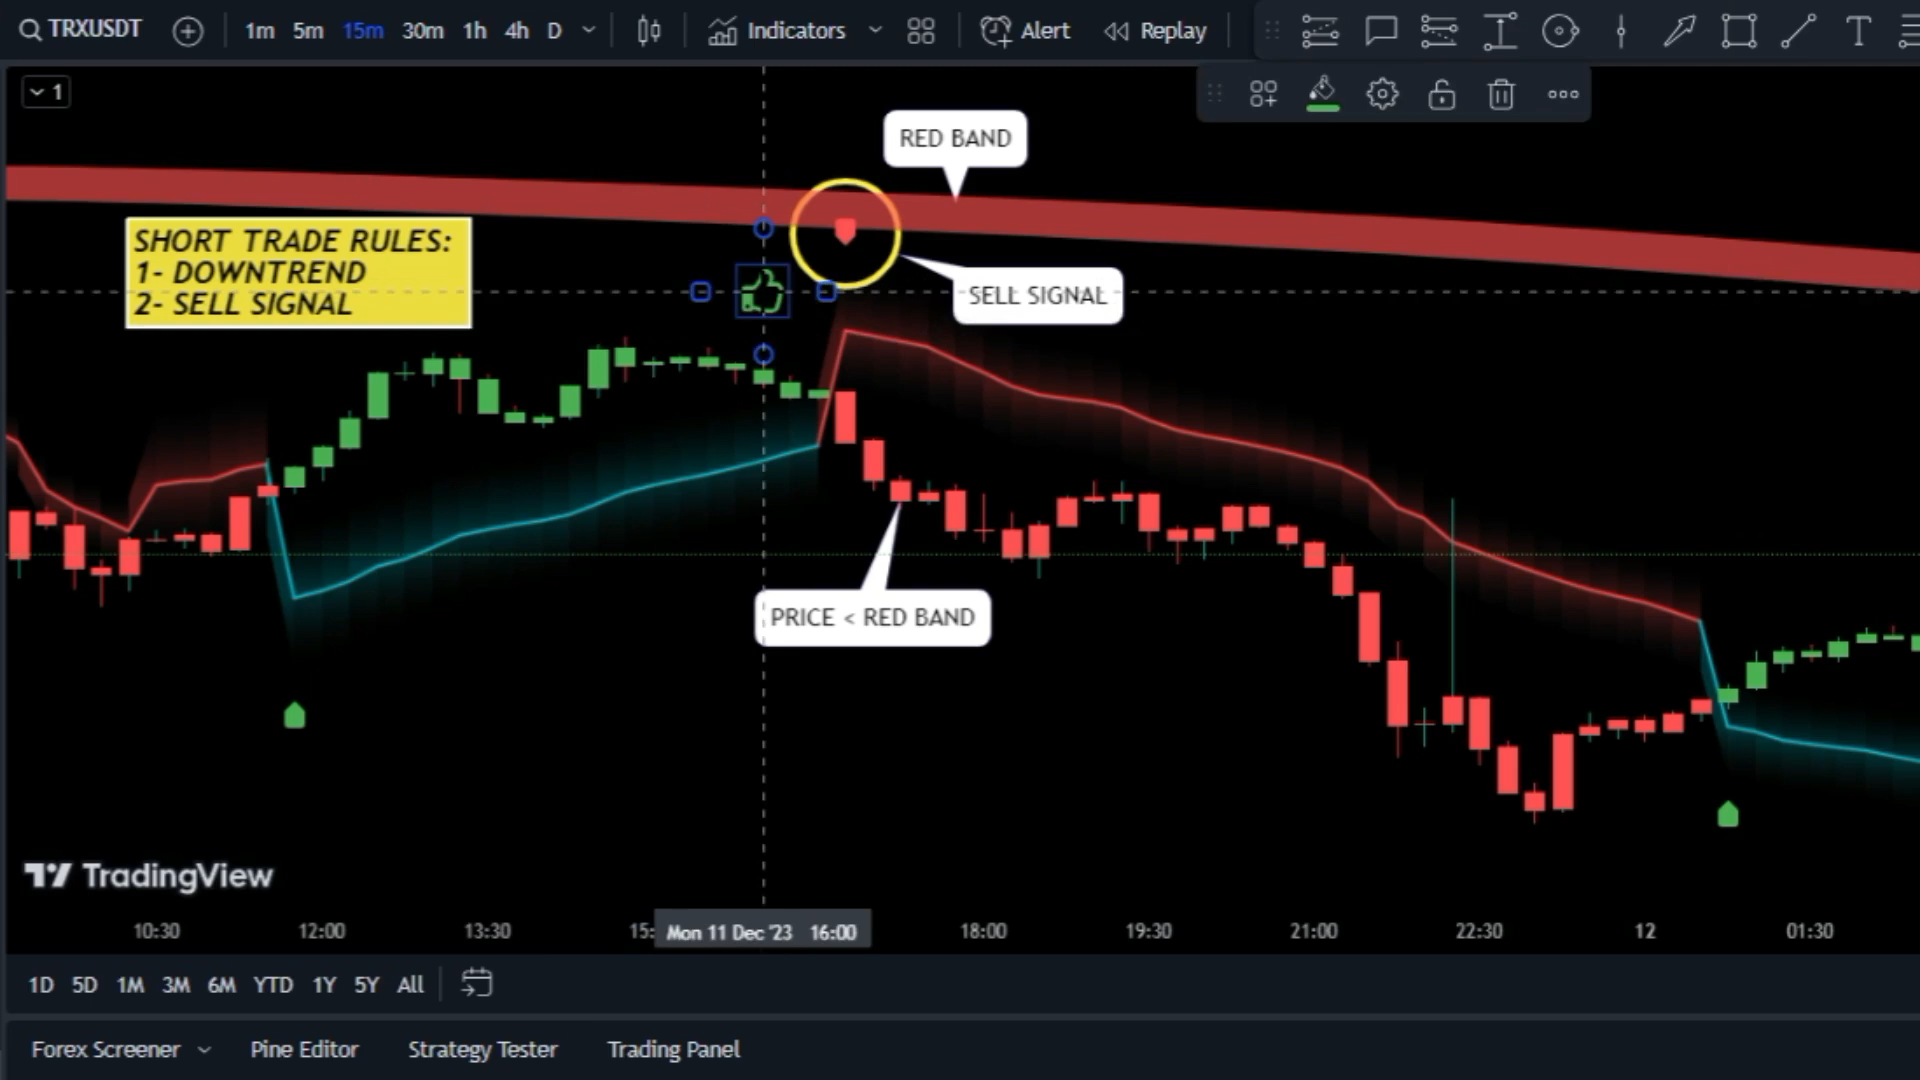 TRXUSDT 1m 5m 15m 30m 1h 4h D Indicators Alert Replay
1
RED BAND
SHORT TRADE RULES:
1- DOWNTREND
2- SELL SIGNAL
SELL SIGNAL
PRICE < RED BAND
TradingView
10:30 12:00 13:30 15: Mon 11 Dec '23 16:00 18:00 19:30 21:00 22:30 12 01:30
1D 5D 1M 3M 6M YTD 1Y 5Y All
Forex Screener Pine Editor Strategy Tester Trading Panel